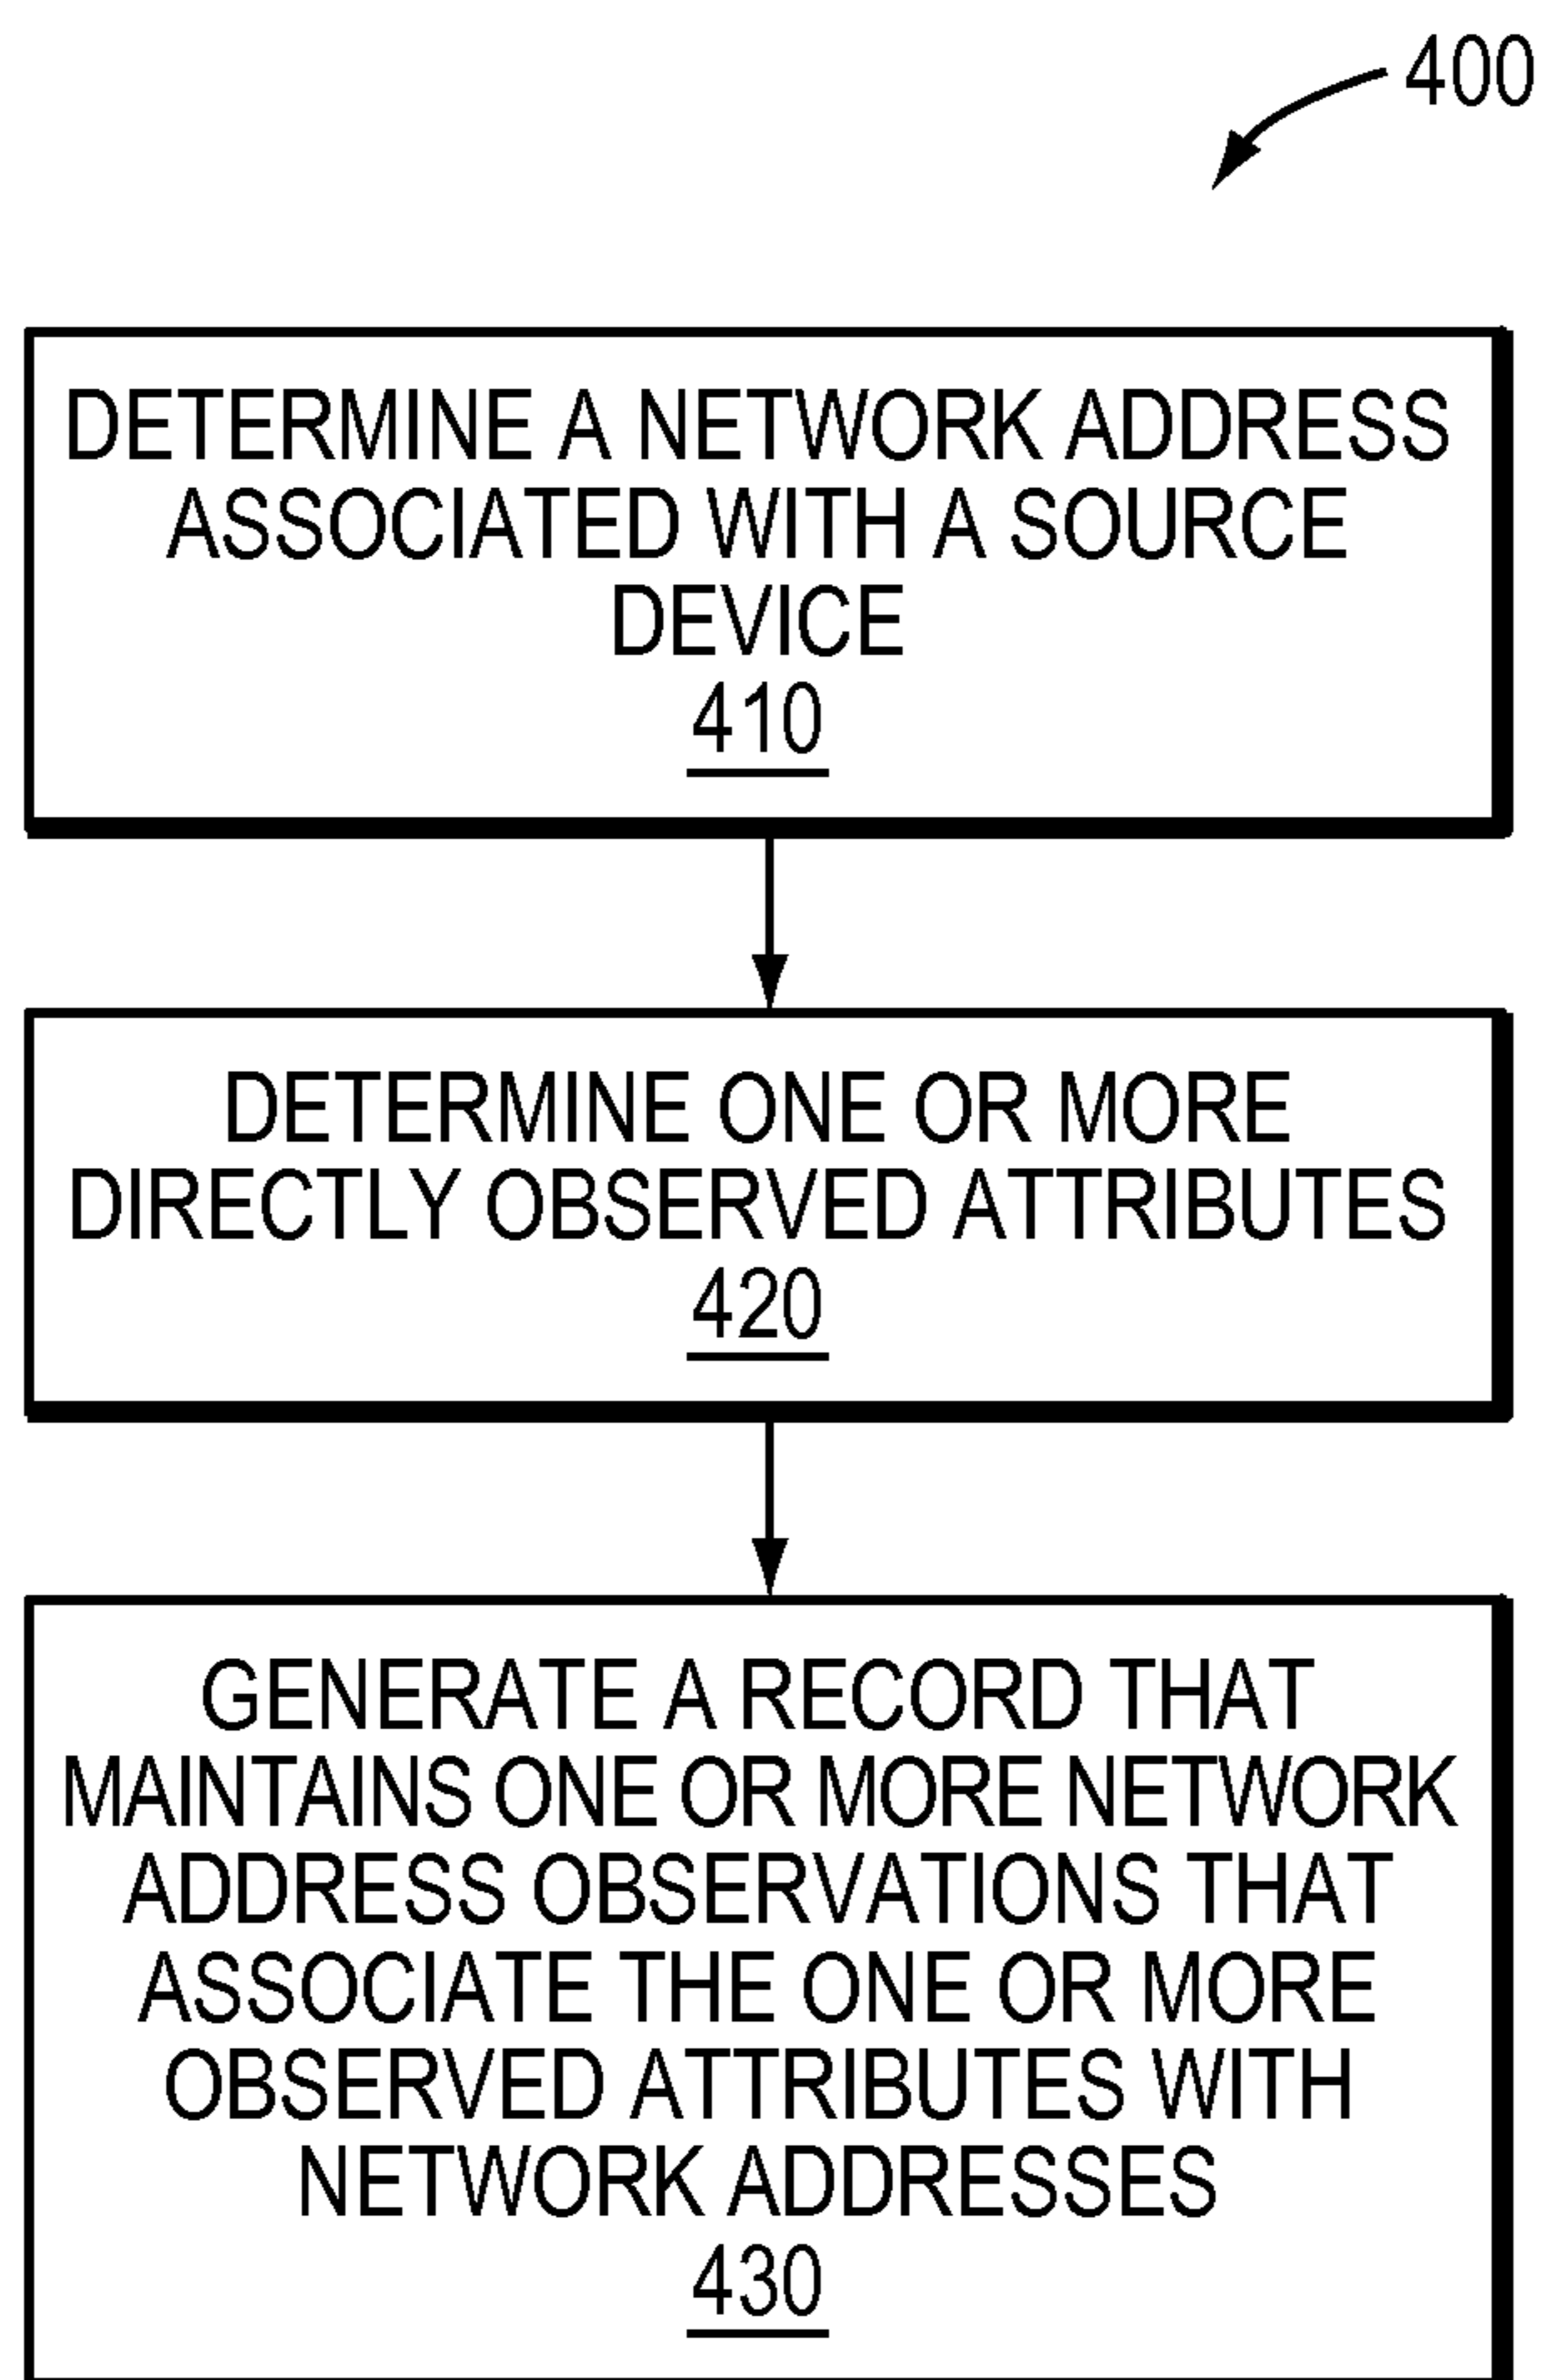 400
DETERMINE A NETWORK ADDRESS
ASSOCIATED WITH A SOURCE
DEVICE
410
DETERMINE ONE OR MORE
DIRECTLY OBSERVED ATTRIBUTES
420
GENERATE A RECORD THAT
MAINTAINS ONE OR MORE NETWORK
ADDRESS OBSERVATIONS THAT
ASSOCIATE THE ONE OR MORE
OBSERVED ATTRIBUTES WITH
NETWORK ADDRESSES
430